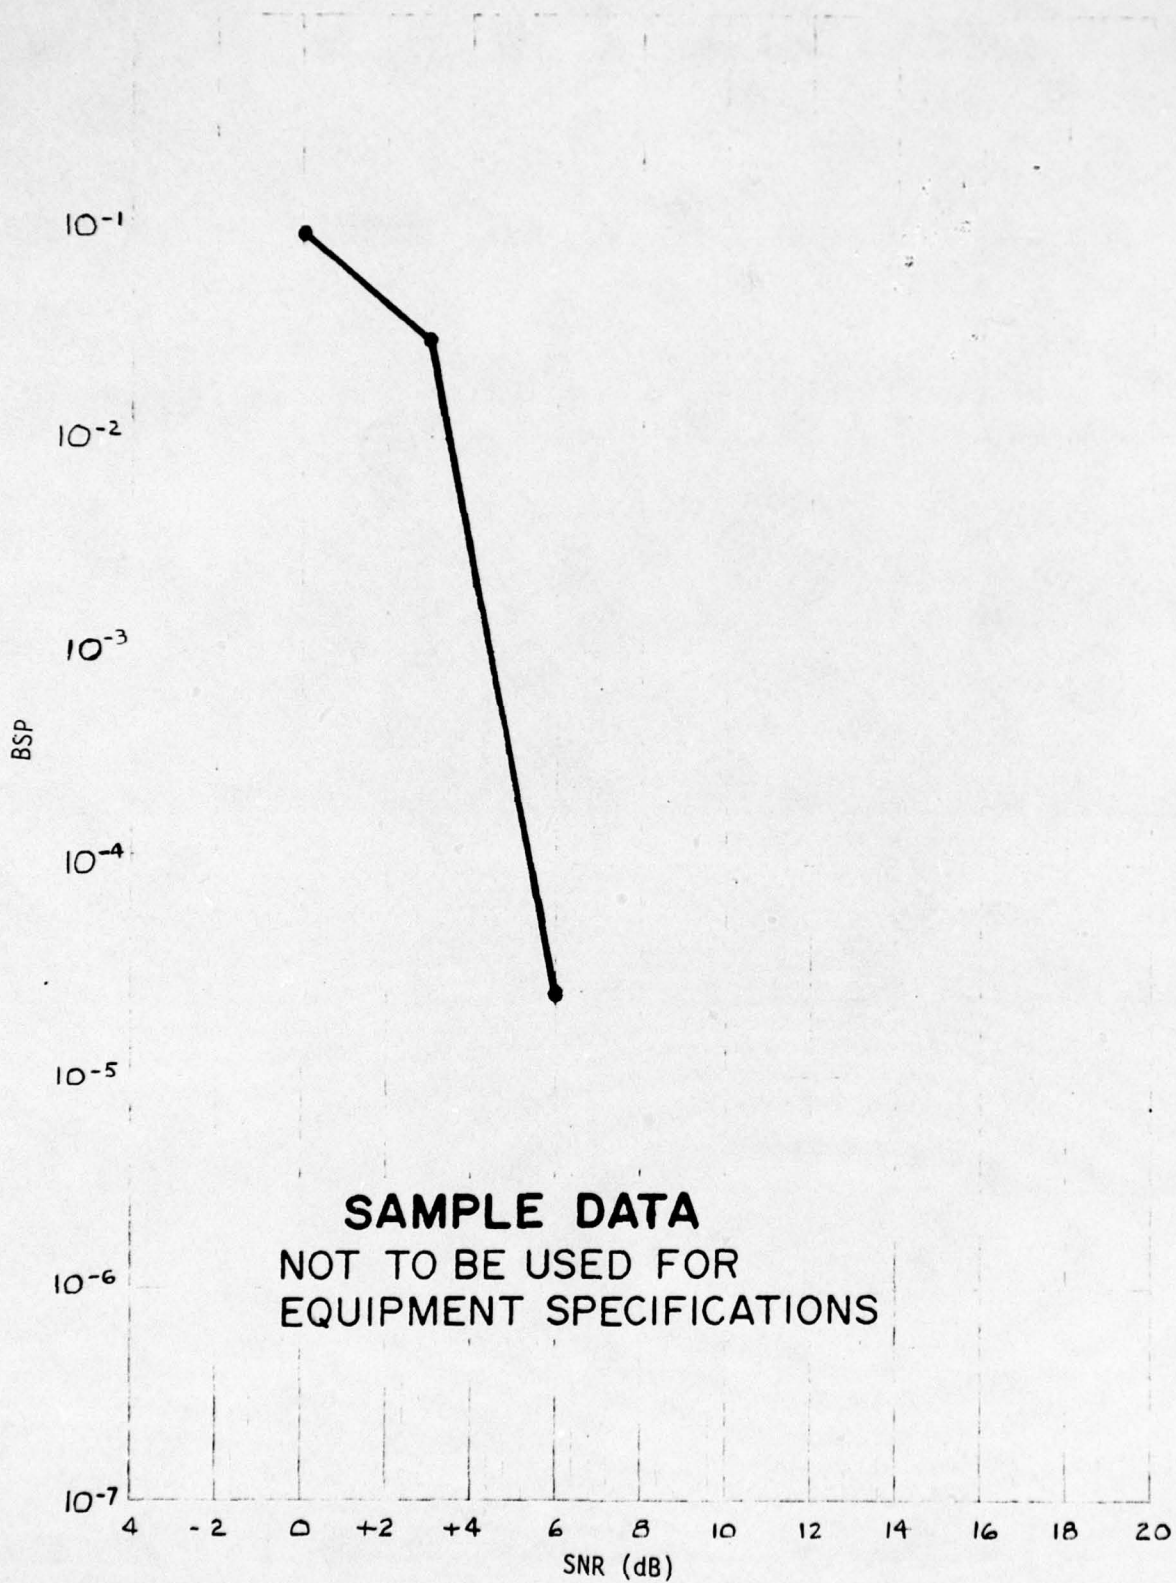 10-1
10-2
10-3
BSP
10-4
10-5
SAMPLE DATA
NOT TO BE USED FOR
EQUIPMENT SPECIFICATIONS
10-6
10-7
4 -2 0 +2 +4 6 8 10 12 14 16 18 20
SNR (dB)